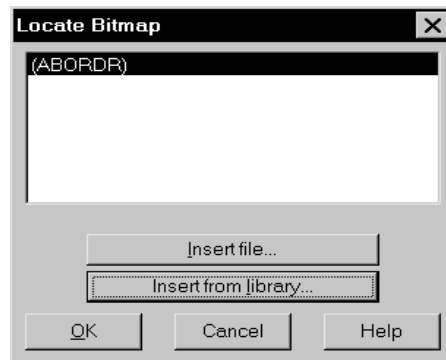 Locate Bitmap
(ABORDR)
Insert file...
Insert from library...
OK Cancel Help